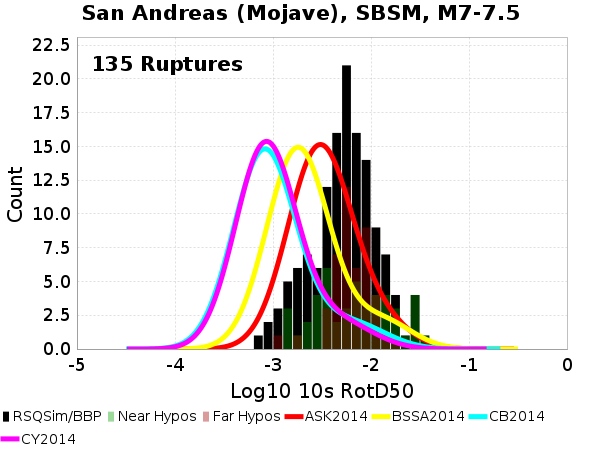 San Andreas (Mojave), SBSM, M7-7.5
135 Ruptures
Count
22.5
20.0
17.5
15.0
12.5
10.0
7.5
5.0
2.5
0.0
-5 -4 -3 -2 -1 0
Log10 10s RotD50
RSQSim/BBP Near Hypos Far Hypos ASK2014 BSSA2014 CB2014
CY2014